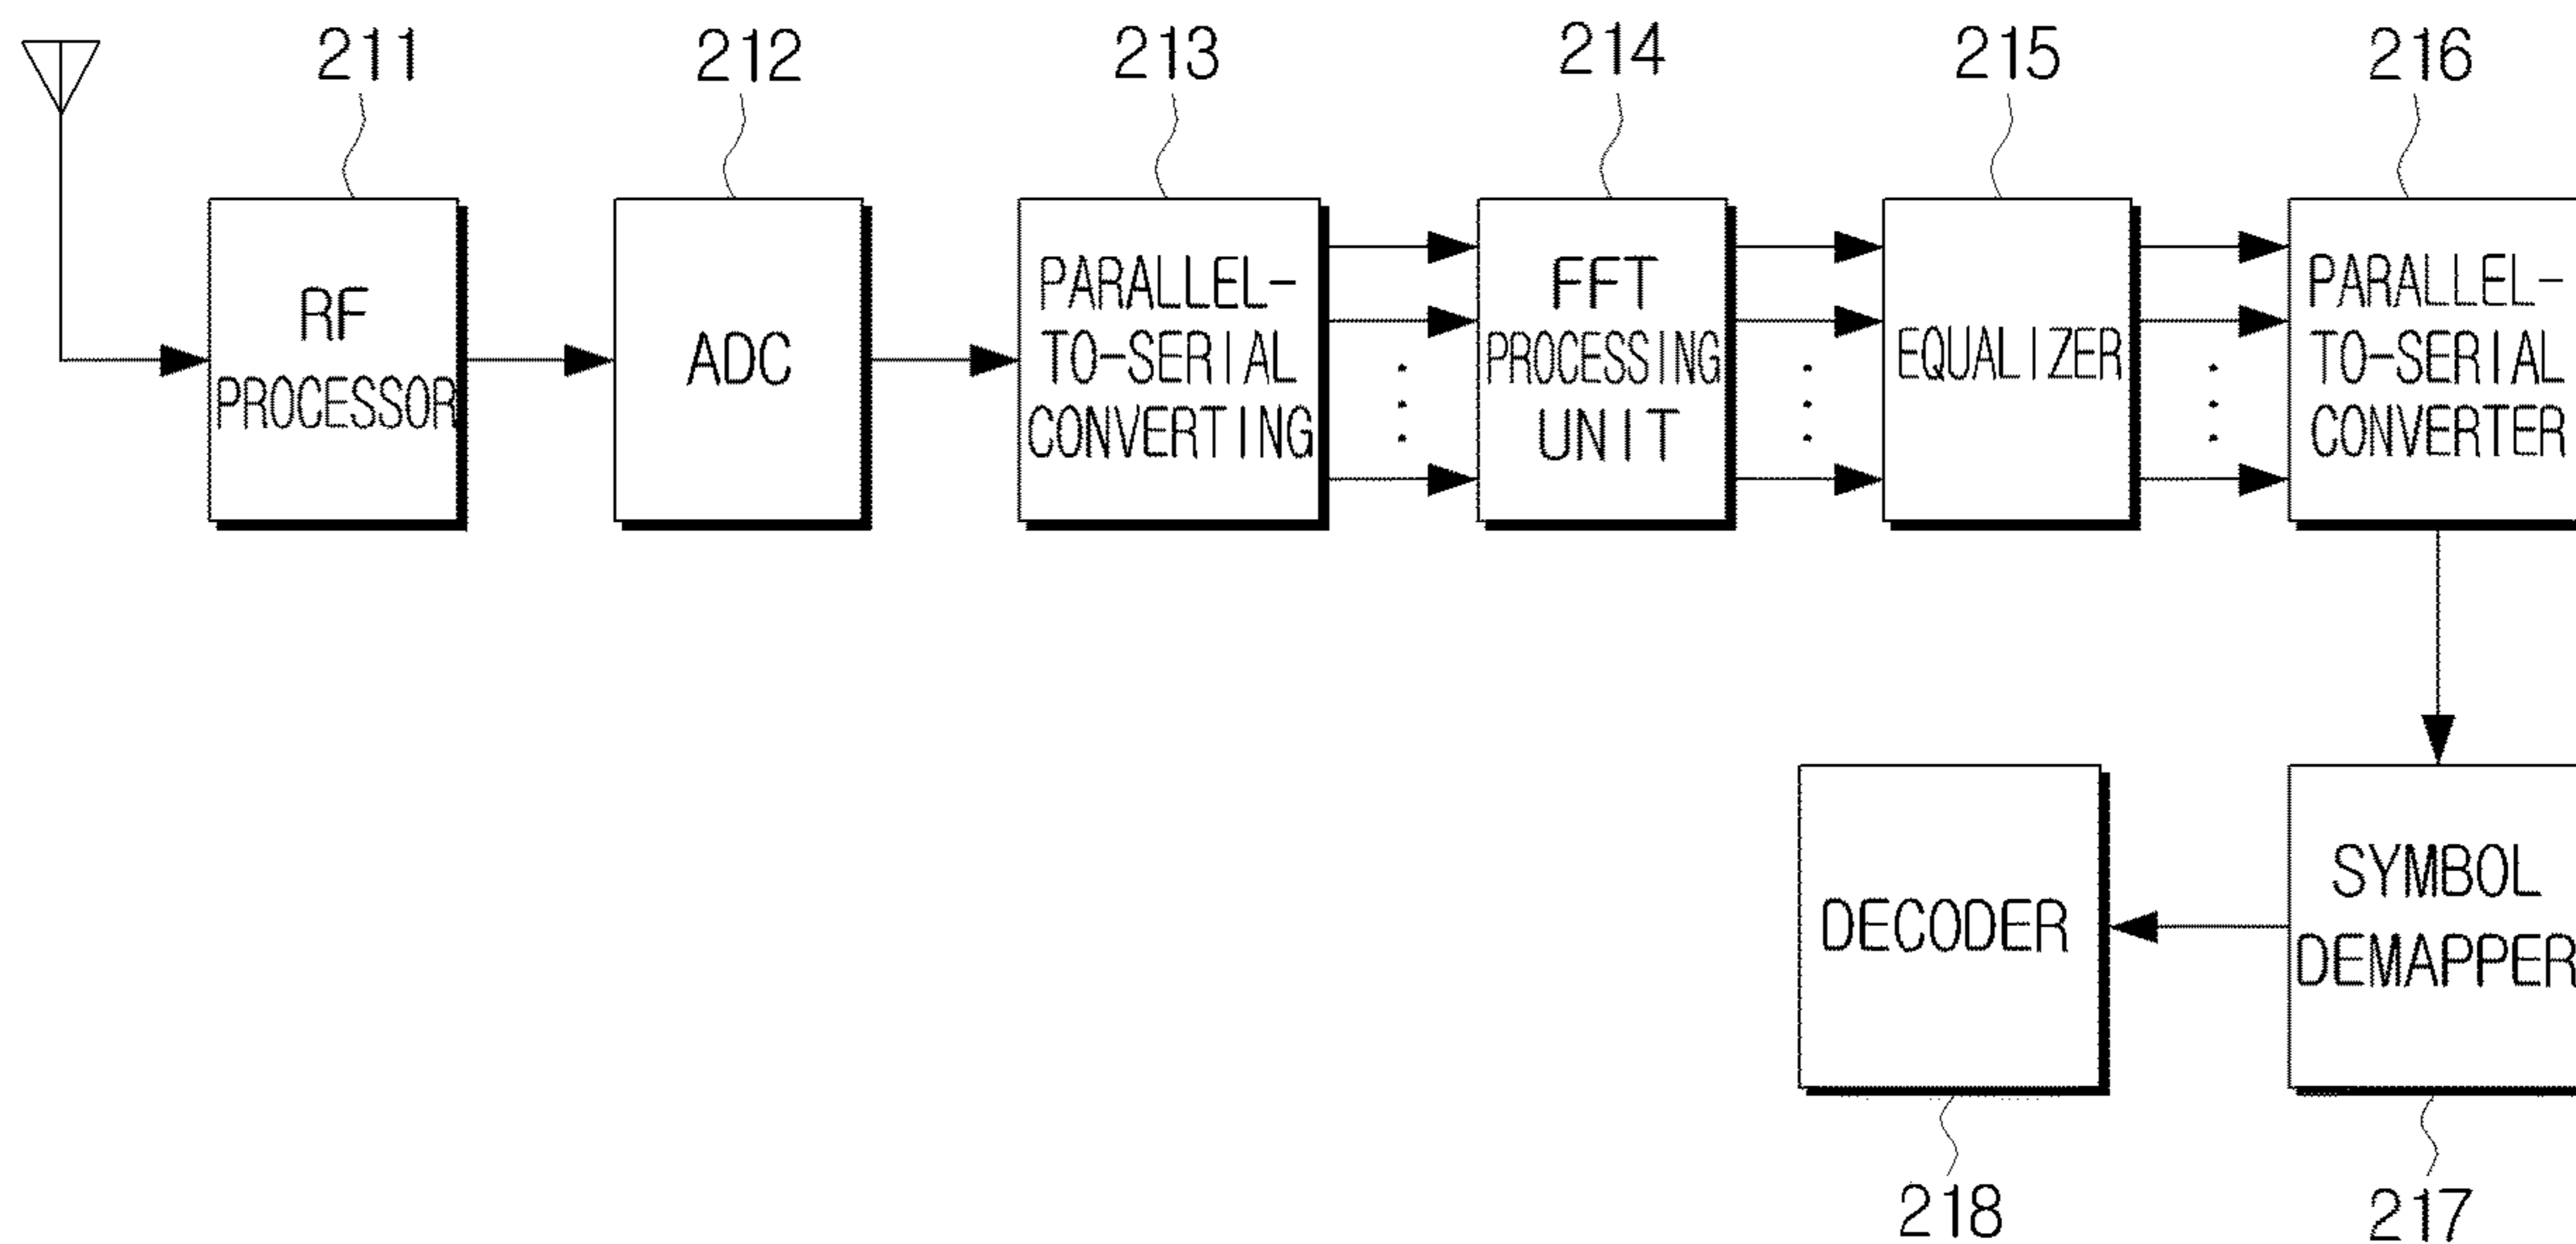 211
212
213
214
215
216
RF
PROCESSOR
ADC
PARALLEL-
TO-SERIAL
CONVERTING
FFT
PROCESSING
UNIT
EQUALIZER
PARALLEL-
TO-SERIAL
CONVERTER
DECODER
SYMBOL
DEMAPPER
218
217